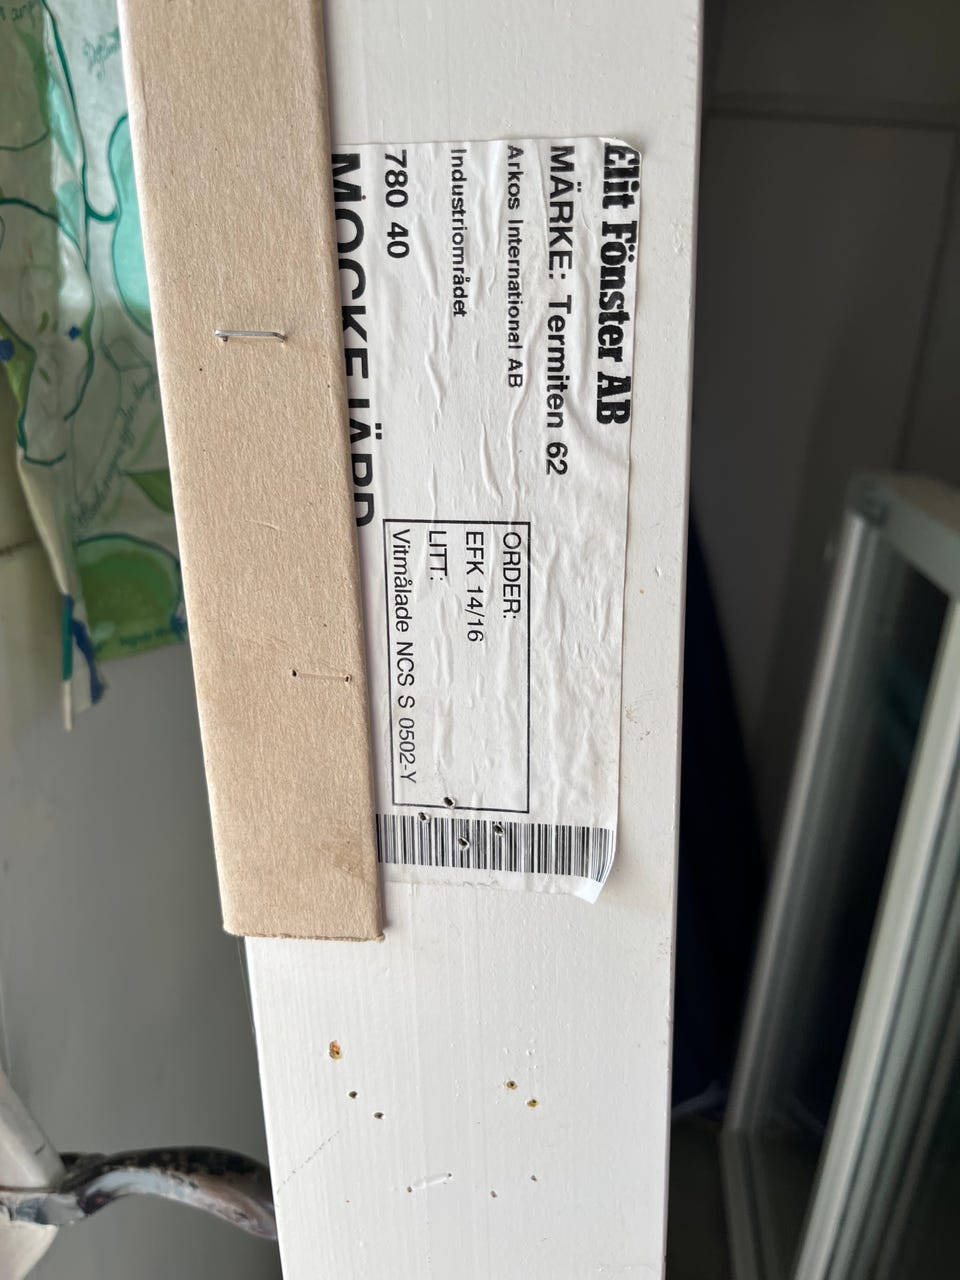 Elit Fönster AB
MÄRKE: Termiten 62
Arkos International AB
Industriområdet
780 40
MOCKFJÄRD
ORDER:
EFK 14/16
LITT:
Vitmålade NCS S 0502-Y